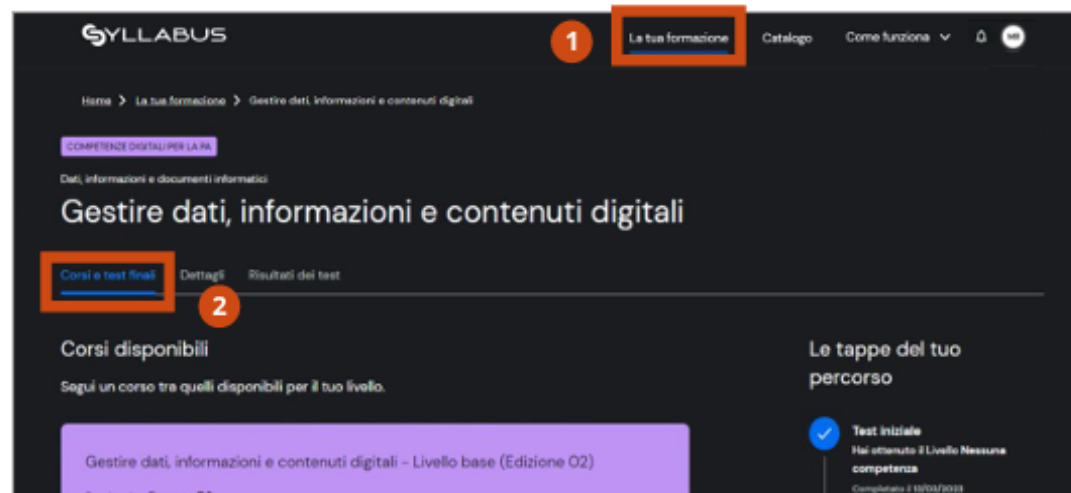 SYLLABUS
1
La tua formazione
Catalogo
Come funziona
Home > La tua formazione > Gestire dati, informazioni e contenuti digitali
COMPETENZE DIGITALI PER LA PA
Dati, informazioni e documenti informatici
Gestire dati, informazioni e contenuti digitali
Corsi e test finali
Dettagli
Risultati dei test
2
Corsi disponibili
Segui un corso tra quelli disponibili per il tuo livello.
Gestire dati, informazioni e contenuti digitali - Livello base (Edizione 02)
Le tappe del tuo
percorso
Test iniziale
Hai ottenuto il Livello Nessuna
competenza